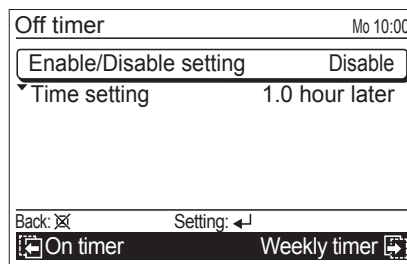 Off timer Mo 10:00
Enable/Disable setting Disable
Time setting 1.0 hour later
Back: Setting:
On timer Weekly timer